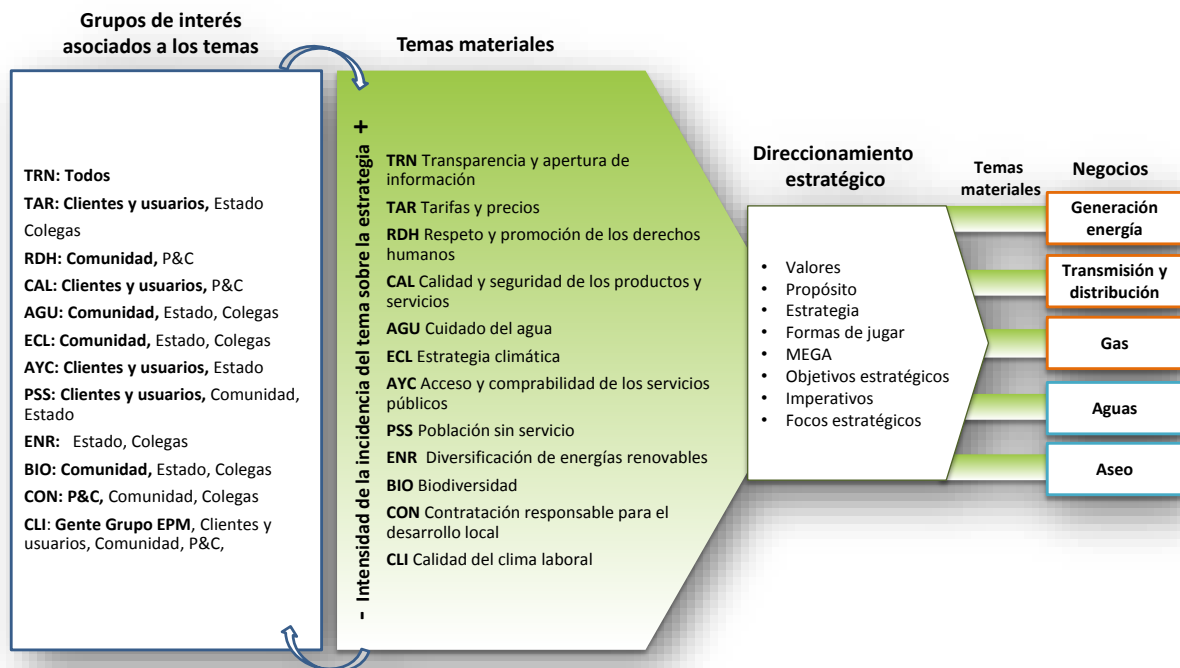 Grupos de interés
asociados a los temas
TRN: Todos
TAR: Clientes y usuarios, Estado
Colegas
RDH: Comunidad, P&C
CAL: Clientes y usuarios, P&C
AGU: Comunidad, Estado, Colegas
ECL: Comunidad, Estado, Colegas
AYC: Clientes y usuarios, Estado
PSS: Clientes y usuarios, Comunidad,
Estado
ENR: Estado, Colegas
BIO: Comunidad, Estado, Colegas
CON: P&C, Comunidad, Colegas
CLI: Gente Grupo EPM, Clientes y
usuarios, Comunidad, P&C,
Temas materiales
- Intensidad de la incidencia del tema sobre la estrategia +
TRN Transparencia y apertura de
información
TAR Tarifas y precios
RDH Respeto y promoción de los derechos
humanos
CAL Calidad y seguridad de los productos y
servicios
AGU Cuidado del agua
ECL Estrategia climática
AYC Acceso y comprabilidad de los servicios
públicos
PSS Población sin servicio
ENR Diversificación de energías renovables
BIO Biodiversidad
CON Contratación responsable para el
desarrollo local
CLI Calidad del clima laboral
Direccionamiento
estratégico
• Valores
• Propósito
• Estrategia
• Formas de jugar
• MEGA
• Objetivos estratégicos
• Imperativos
• Focos estratégicos
Temas
materiales
Negocios
Generación
energía
Transmisión y
distribución
Gas
Aguas
Aseo